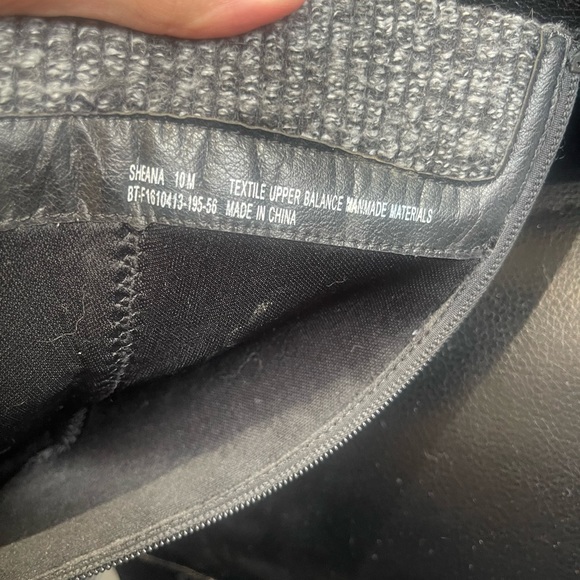 SHEANA 10 M
BT-F1610413-195-56
TEXTILE UPPER BALANCE MANMADE MATERIALS
MADE IN CHINA